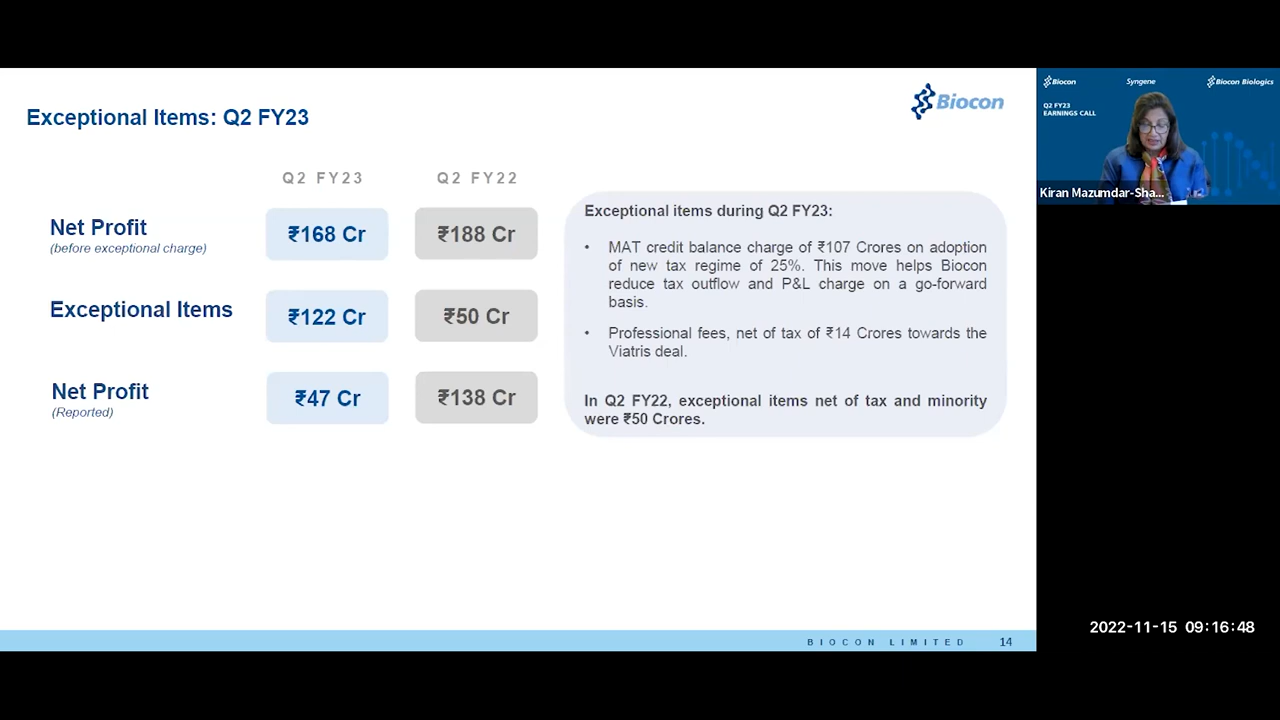 Biocon
Exceptional Items: Q2 FY23
Q2 FY23 Q2 FY22
Net Profit
(before exceptional charge)
₹168 Cr ₹188 Cr
Exceptional Items
₹122 Cr ₹50 Cr
Net Profit
(Reported)
₹47 Cr ₹138 Cr
Exceptional items during Q2 FY23:
• MAT credit balance charge of ₹107 Crores on adoption
of new tax regime of 25%. This move helps Biocon
reduce tax outflow and P&L charge on a go-forward
basis.
• Professional fees, net of tax of ₹14 Crores towards the
Viatris deal.
In Q2 FY22, exceptional items net of tax and minority
were ₹50 Crores.
BIOCON LIMITED 14
Biocon Syngene Biocon Biologics
Q2 FY23
EARNINGS CALL
Kiran Mazumdar-Sha...
2022-11-15 09:16:48